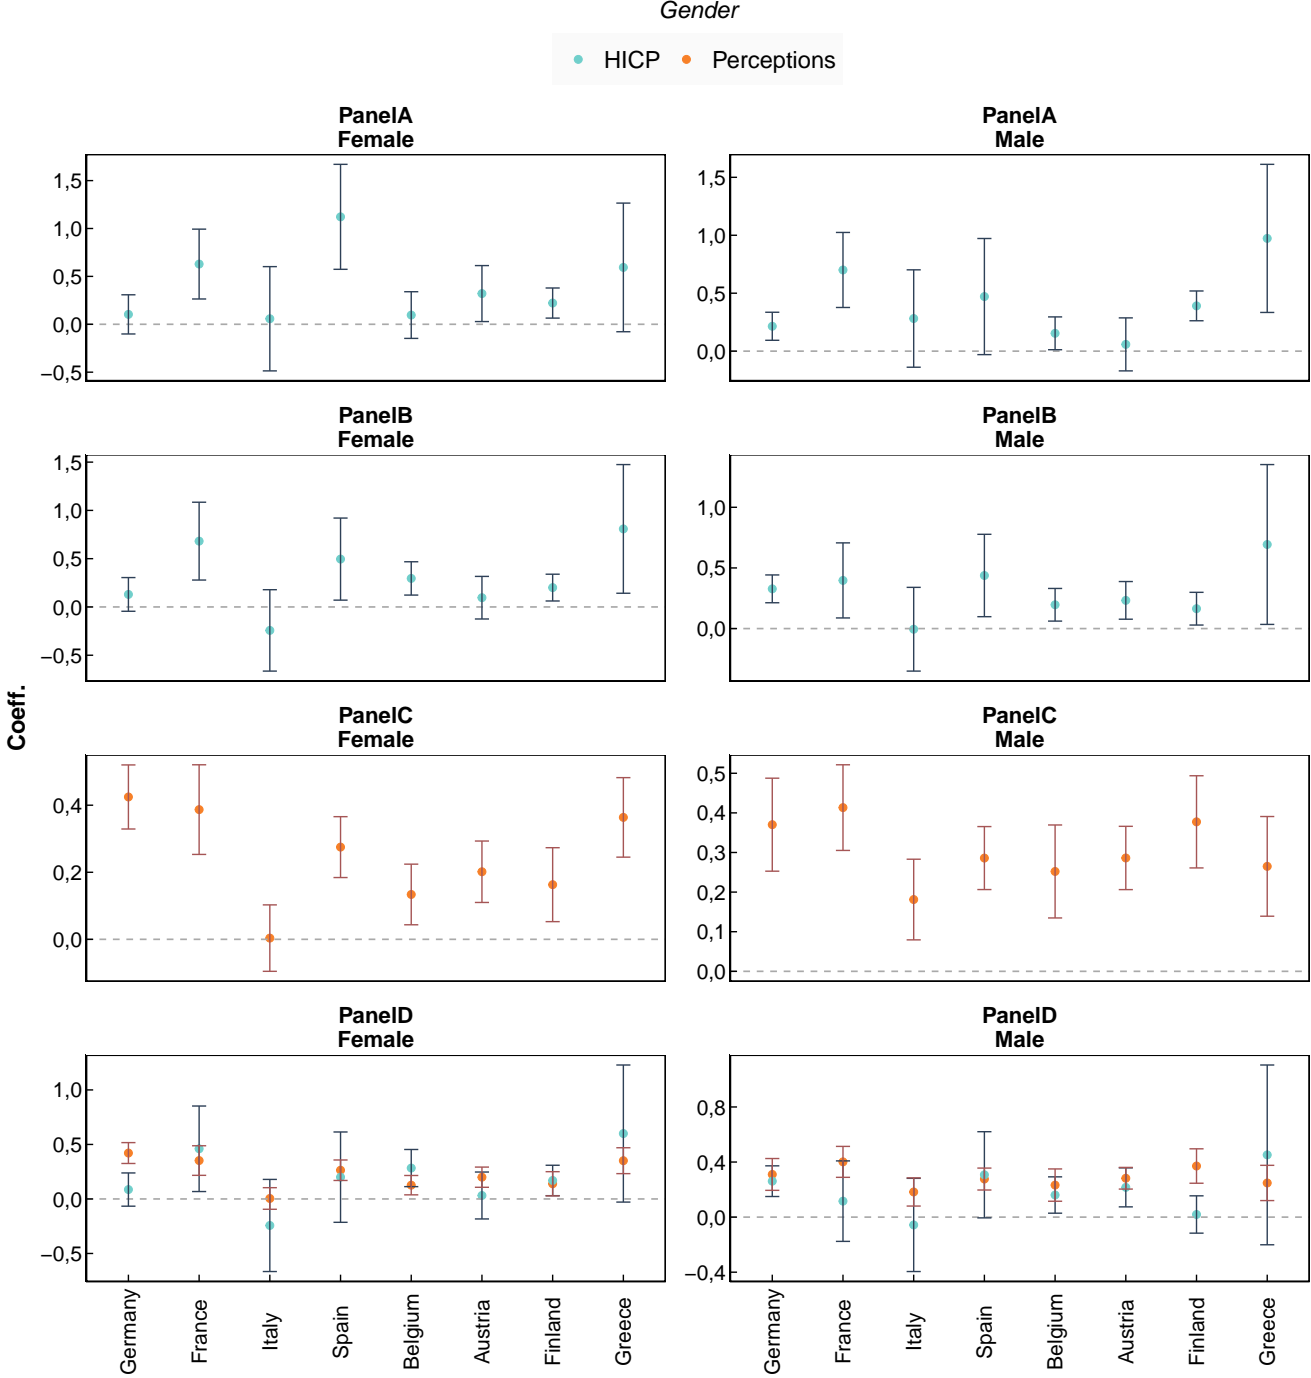 Gender
HICP Perceptions
PanelA
Female
PanelA
Male
1,5
1,0
0,5
0,0
−0,5
1,5
1,0
0,5
0,0
PanelB
Female
PanelB
Male
1,5
1,0
0,5
0,0
−0,5
1,0
0,5
0,0
Coeff.
PanelC
Female
PanelC
Male
0,4
0,2
0,0
0,5
0,4
0,3
0,2
0,1
0,0
PanelD
Female
PanelD
Male
1,0
0,5
0,0
−0,5
0,8
0,4
0,0
−0,4
Germany
France
Italy
Spain
Belgium
Austria
Finland
Greece
Germany
France
Italy
Spain
Belgium
Austria
Finland
Greece